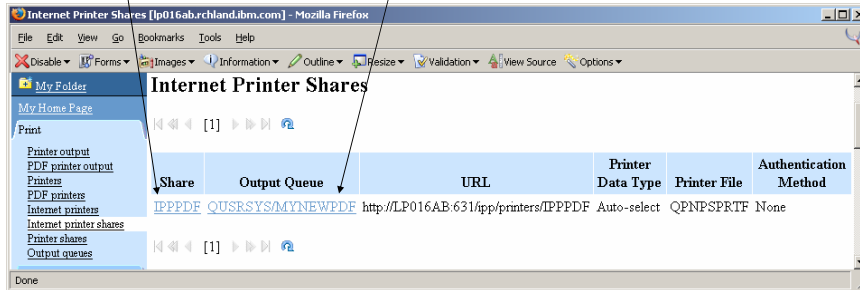 Internet Printer Shares [lp016ab.rchland.ibm.com] - Mozilla Firefox
File Edit View Go Bookmarks Tools Help
Disable Forms Images Information Outline Resize Validation View Source Options
My Folder
My Home Page
Print
Printer output
PDF printer output
Printers
PDF printers
Internet printers
Internet printer shares
Printer shares
Output queues
Internet Printer Shares
[1]
Share Output Queue URL Printer Data Type Printer File Authentication Method
IPPPDF QUSRSYS/MYNEWPDF http://LP016AB:631/ipp/printers/IPPPDF Auto-select QPNPSPRTF None
[1]
Done